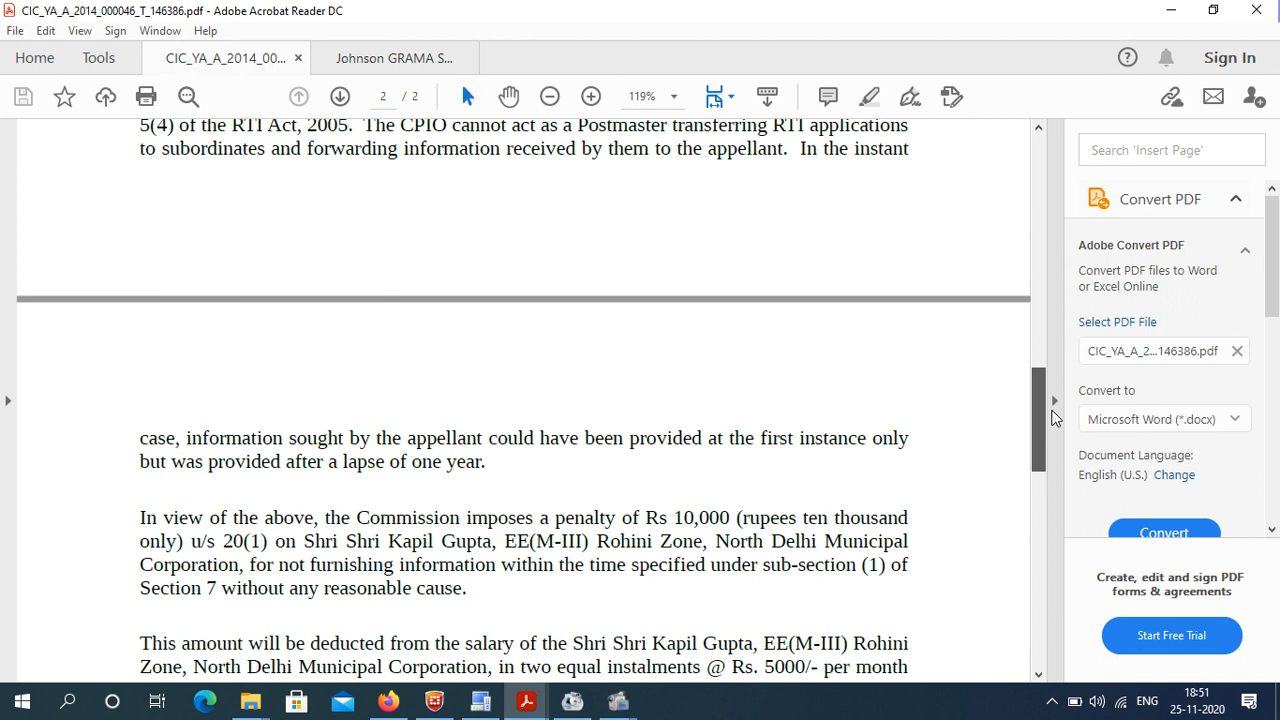 CIC_YA_A_2014_000046_T_146386.pdf - Adobe Acrobat Reader DC
File Edit View Sign Window Help
Home Tools CIC_YA_A_2014_00... × Johnson GRAMA S... Sign In
2 / 2 119%
5(4) of the RTI Act, 2005. The CPIO cannot act as a Postmaster transferring RTI applications
to subordinates and forwarding information received by them to the appellant. In the instant
case, information sought by the appellant could have been provided at the first instance only
but was provided after a lapse of one year.
In view of the above, the Commission imposes a penalty of Rs 10,000 (rupees ten thousand
only) u/s 20(1) on Shri Shri Kapil Gupta, EE(M-III) Rohini Zone, North Delhi Municipal
Corporation, for not furnishing information within the time specified under sub-section (1) of
Section 7 without any reasonable cause.
This amount will be deducted from the salary of the Shri Shri Kapil Gupta, EE(M-III) Rohini
Zone, North Delhi Municipal Corporation, in two equal instalments @ Rs. 5000/- per month
Search 'Insert Page'
Convert PDF
Adobe Convert PDF
Convert PDF files to Word
or Excel Online
Select PDF File
CIC_YA_A_2...146386.pdf
Convert to
Microsoft Word (*.docx)
Document Language:
English (U.S.) Change
Convert
Create, edit and sign PDF
forms & agreements
Start Free Trial
ENG
18:51
25-11-2020